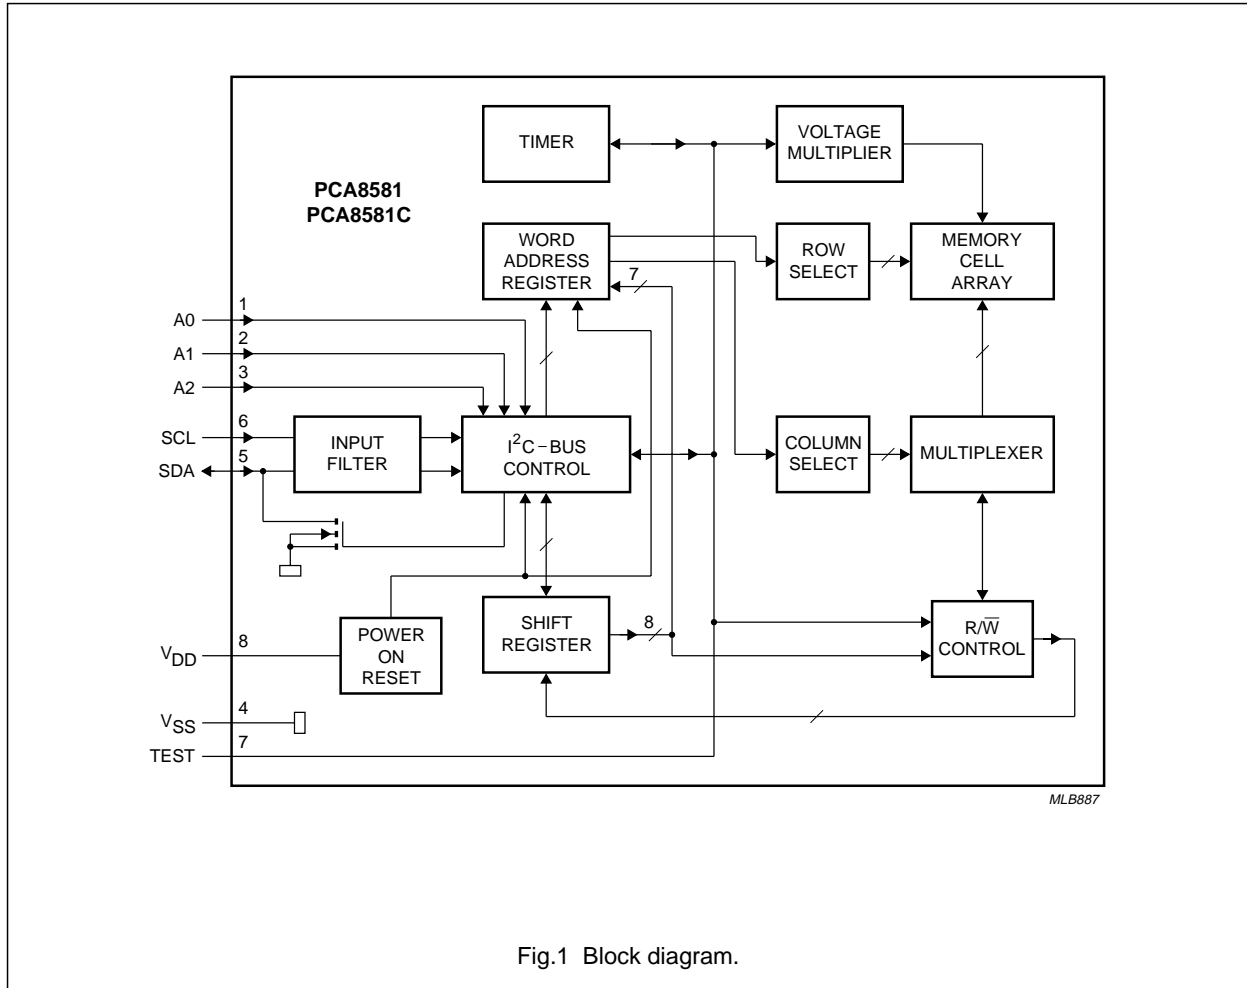 TIMER
VOLTAGE
MULTIPLIER
PCA8581
PCA8581C
WORD
ADDRESS
REGISTER
7
ROW
SELECT
MEMORY
CELL
ARRAY
A0
1
A1
2
A2
3
SCL
6
SDA
5
INPUT
FILTER
I²C–BUS
CONTROL
COLUMN
SELECT
MULTIPLEXER
VDD
8
POWER
ON
RESET
SHIFT
REGISTER
8
R/W̅
CONTROL
VSS
4
TEST
7
MLB887
Fig.1 Block diagram.